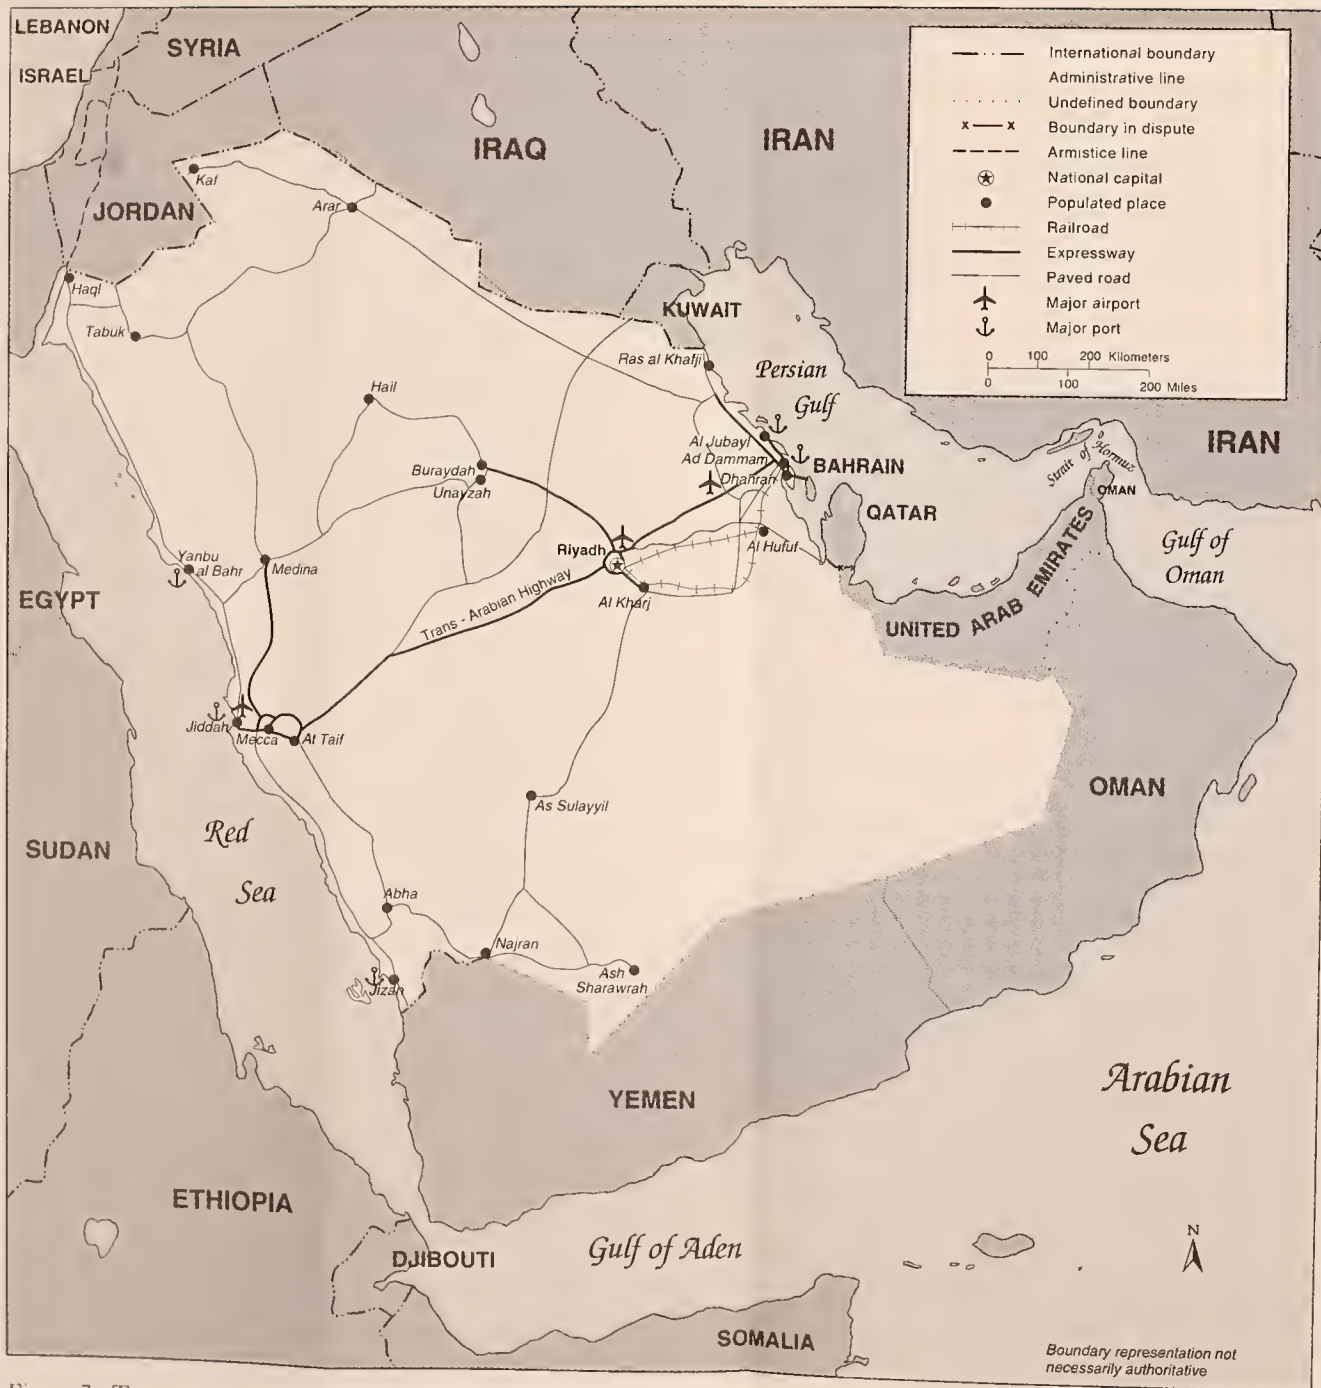 LEBANON
SYRIA
ISRAEL
IRAQ
IRAN
JORDAN
Kaf
Arar
Haql
Tabuk
KUWAIT
Ras al Khafji
Persian
Gulf
Hail
Buraydah
Unayzah
Al Jubayl
Ad Dammam
Dhahran
BAHRAIN
QATAR
IRAN
Strait of Hormuz
OMAN
Gulf of
Oman
Riyadh
Al Hufuf
Al Kharj
Yanbu
al Bahr
Medina
EGYPT
Trans - Arabian Highway
UNITED ARAB EMIRATES
Jiddah
Mecca
At Taif
As Sulayyil
OMAN
SUDAN
Red
Sea
Abha
Najran
Ash
Sharawrah
Jizan
YEMEN
Arabian
Sea
ETHIOPIA
DJIBOUTI
Gulf of Aden
SOMALIA
N
Boundary representation not
necessarily authoritative
International boundary
Administrative line
Undefined boundary
x x Boundary in dispute
Armistice line
National capital
Populated place
Railroad
Expressway
Paved road
Major airport
Major port
0 100 200 Kilometers
0 100 200 Miles